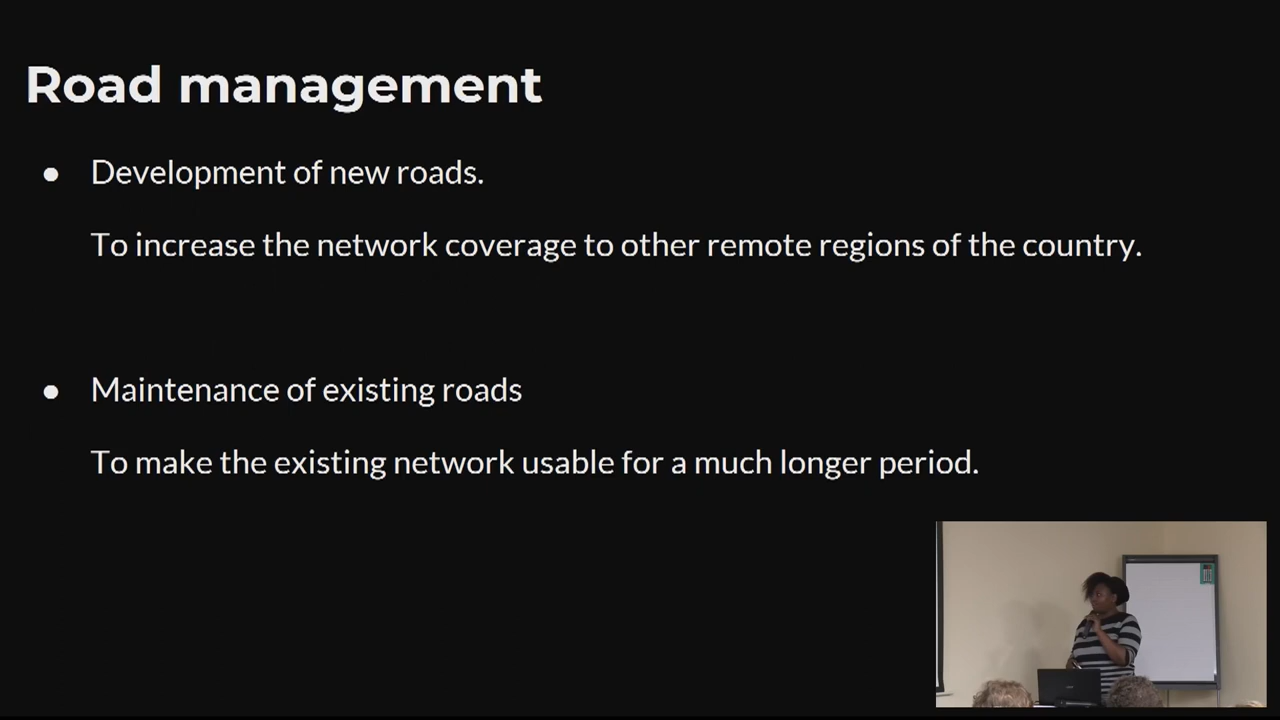 Road management
● Development of new roads.
To increase the network coverage to other remote regions of the country.
● Maintenance of existing roads
To make the existing network usable for a much longer period.